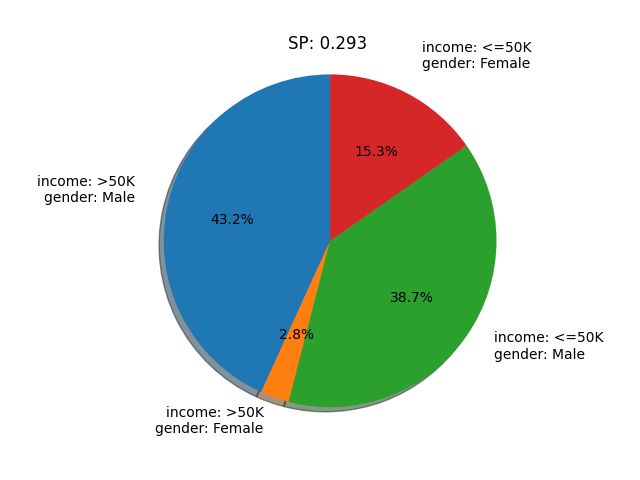 SP: 0.293
income: <=50K
gender: Female
15.3%
income: >50K
gender: Male
43.2%
38.7%
2.8%
income: <=50K
gender: Male
income: >50K
gender: Female